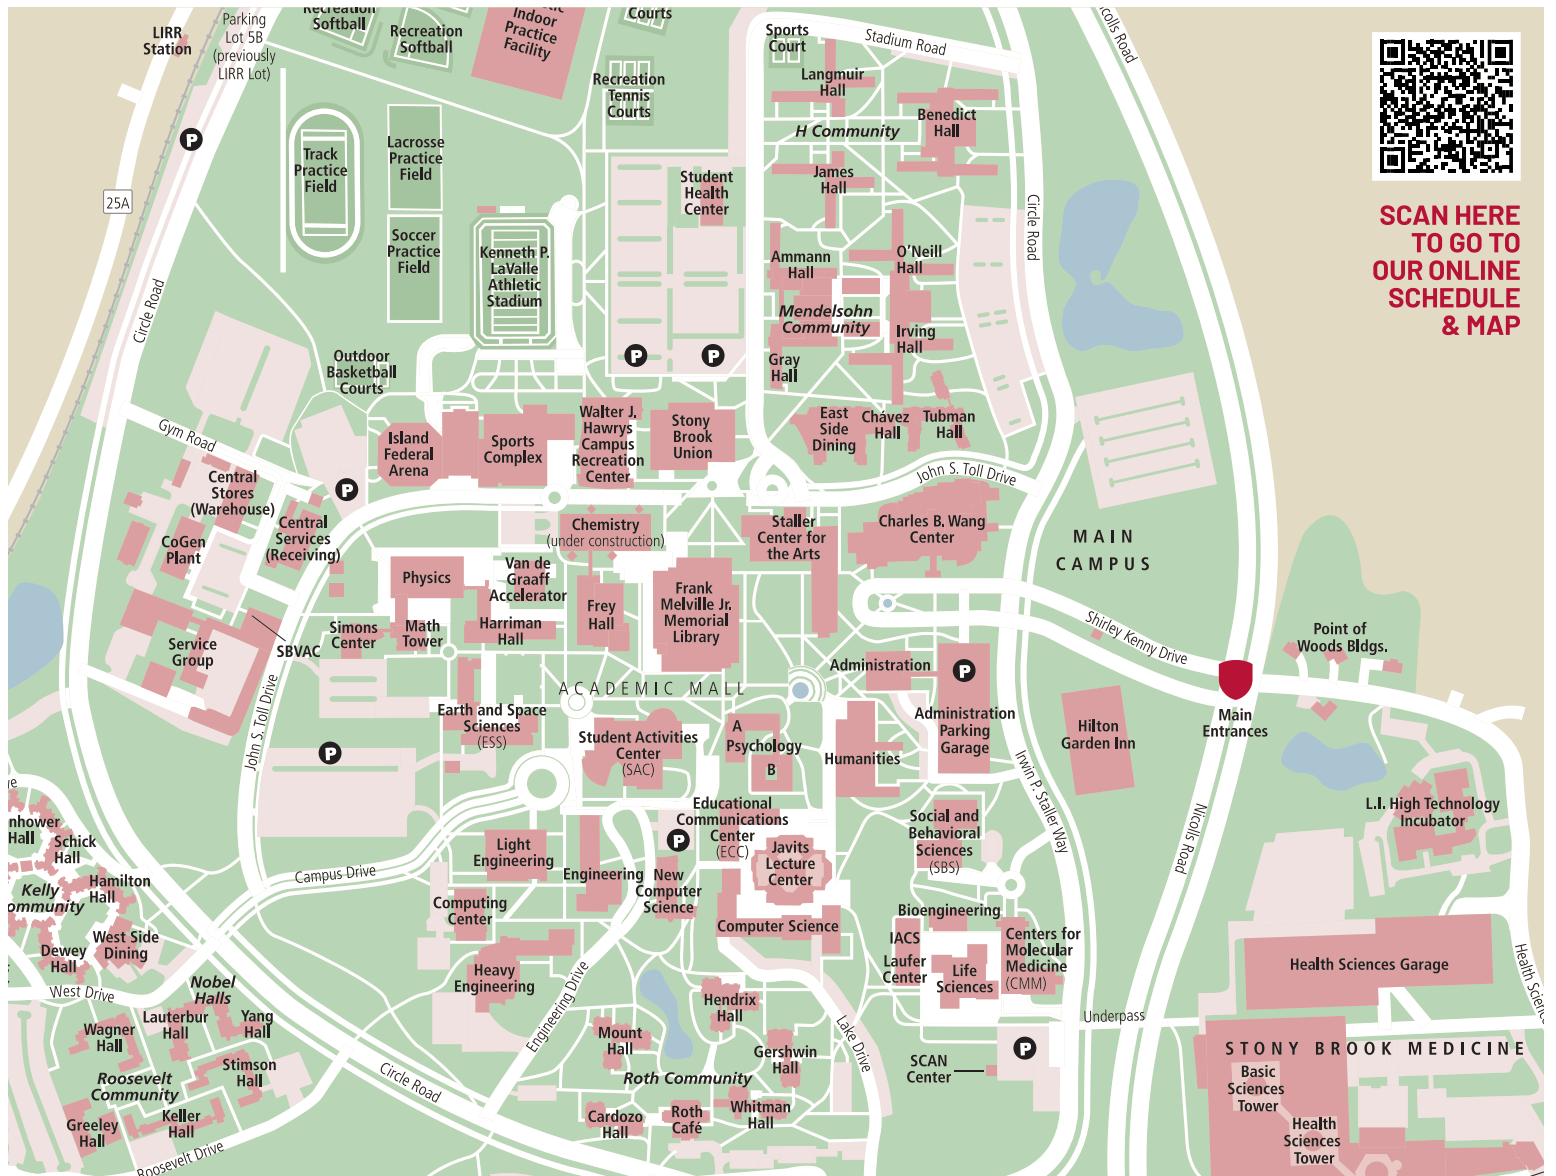 LIRR
Station
Parking
Lot 5B
(previously
LIRR Lot)
Recreation
Softball
Recreation
Softball
Indoor
Practice
Facility
Courts
Recreation
Tennis
Courts
Sports
Court
Stadium Road
Nicolls Road
Langmuir
Hall
Benedict
Hall
H Community
James
Hall
SCAN HERE
TO GO TO
OUR ONLINE
SCHEDULE
& MAP
P
25A
Track
Practice
Field
Lacrosse
Practice
Field
Soccer
Practice
Field
Kenneth P.
LaValle
Athletic
Stadium
Student
Health
Center
Circle Road
Ammann
Hall
O'Neill
Hall
Mendelsohn
Community
Irving
Hall
Gray
Hall
Circle Road
P
P
Outdoor
Basketball
Courts
Gym Road
Island
Federal
Arena
Sports
Complex
Walter J.
Hawrys
Campus
Recreation
Center
Stony
Brook
Union
East
Side
Dining
Chávez
Hall
Tubman
Hall
John S. Toll Drive
Central
Stores
(Warehouse)
P
Central
Services
(Receiving)
CoGen
Plant
Chemistry
(under construction)
Staller
Center for
the Arts
Charles B. Wang
Center
MAIN
CAMPUS
Physics
Van de
Graaff
Accelerator
Frey
Hall
Frank
Melville Jr.
Memorial
Library
Simons
Center
Math
Tower
Harriman
Hall
SBVAC
Service
Group
Shirley Kenny Drive
Point of
Woods Bldgs.
Administration
P
Administration
Parking
Garage
ACADEMIC MALL
Main
Entrances
Hilton
Garden Inn
John S. Toll Drive
Earth and Space
Sciences
(ESS)
Student Activities
Center
(SAC)
A
Psychology
B
Humanities
P
Irwin P. Staller Way
Nicolls Road
L.I. High Technology
Incubator
Educational
Communications
Center
(ECC)
Social and
Behavioral
Sciences
(SBS)
Javits
Lecture
Center
P
Light
Engineering
Engineering
New
Computer
Science
Campus Drive
Computing
Center
Computer Science
Hall
Schick
Hall
Hamilton
Hall
Kelly
Dewey
Hall
West Side
Dining
West Drive
Bioengineering
IACS
Laufer
Center
Life
Sciences
Centers for
Molecular
Medicine
(CMM)
Health Sciences Garage
Heavy
Engineering
Nobel
Halls
Lauterbur
Hall
Yang
Hall
Wagner
Hall
Stimson
Hall
Roosevelt
Community
Greeley
Hall
Keller
Hall
Roosevelt Drive
Circle Road
Engineering Drive
Hendrix
Hall
Mount
Hall
Gershwin
Hall
Lake Drive
Roth Community
Cardozo
Hall
Roth
Café
Whitman
Hall
Underpass
P
SCAN
Center
STONY BROOK MEDICINE
Basic
Sciences
Tower
Health
Sciences
Tower